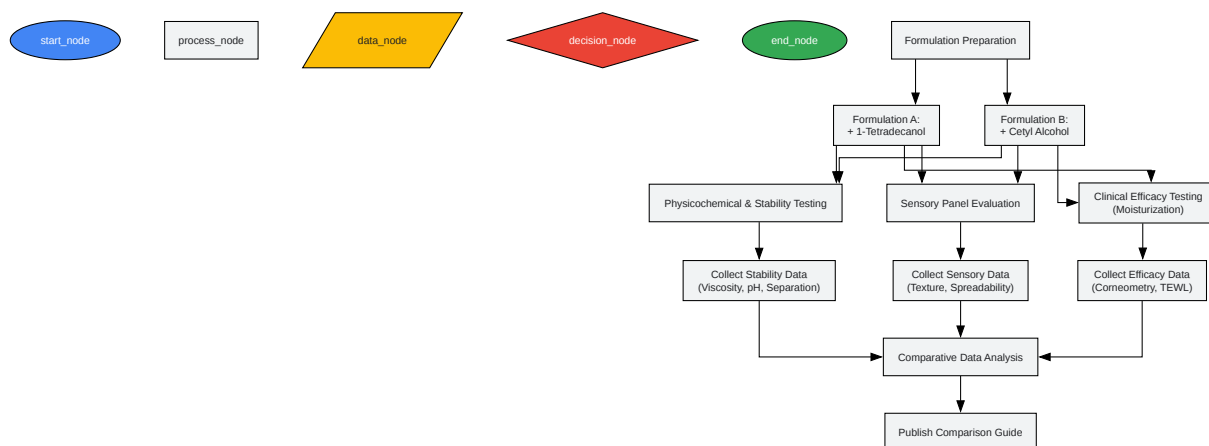 start_node
process_node
data_node
decision_node
end_node
Formulation Preparation
Formulation A:
+ 1-Tetradecanol
Formulation B:
+ Cetyl Alcohol
Physicochemical & Stability Testing
Sensory Panel Evaluation
Clinical Efficacy Testing
(Moisturization)
Collect Stability Data
(Viscosity, pH, Separation)
Collect Sensory Data
(Texture, Spreadability)
Collect Efficacy Data
(Corneometry, TEWL)
Comparative Data Analysis
Publish Comparison Guide